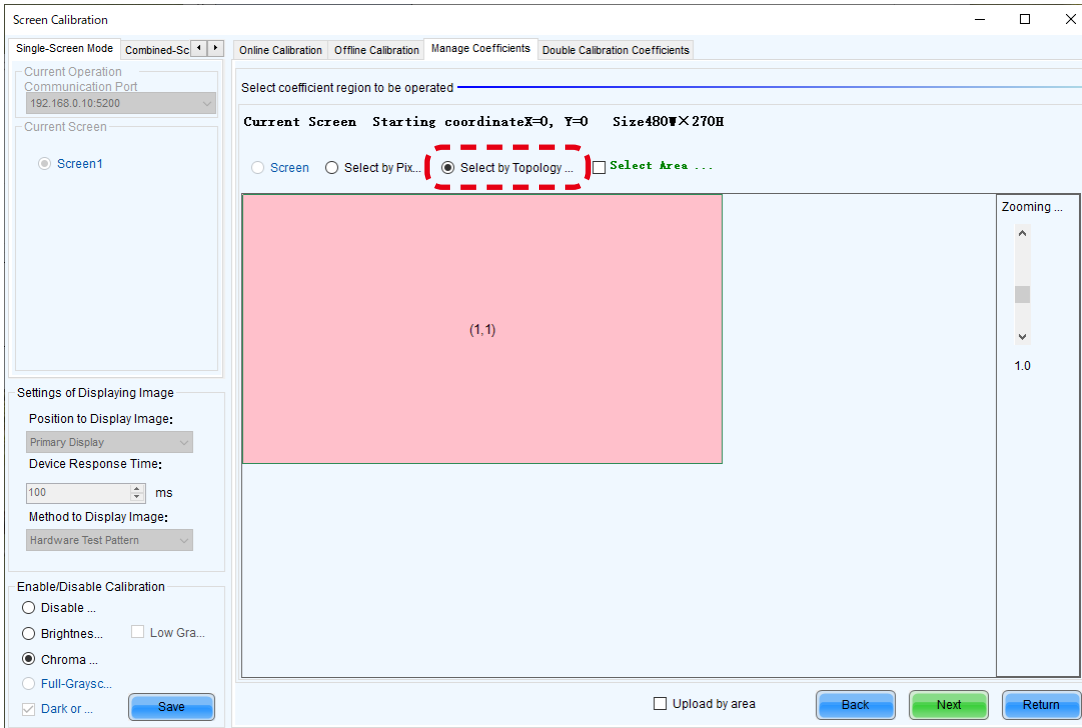 Screen Calibration
Single-Screen Mode
Combined-Sc
Current Operation
Communication Port
192.168.0.10:5200
Current Screen
Screen1
Settings of Displaying Image
Position to Display Image:
Primary Display
Device Response Time:
100 ms
Method to Display Image:
Hardware Test Pattern
Enable/Disable Calibration
Disable ...
Brightnes...
Low Gra...
Chroma ...
Full-Graysc...
Dark or ...
Save
Online Calibration
Offline Calibration
Manage Coefficients
Double Calibration Coefficients
Select coefficient region to be operated
Current Screen Starting coordinateX=0, Y=0 Size480W×270H
Screen
Select by Pix...
Select by Topology ...
Select Area ...
(1,1)
Zooming ...
1.0
Upload by area
Back
Next
Return